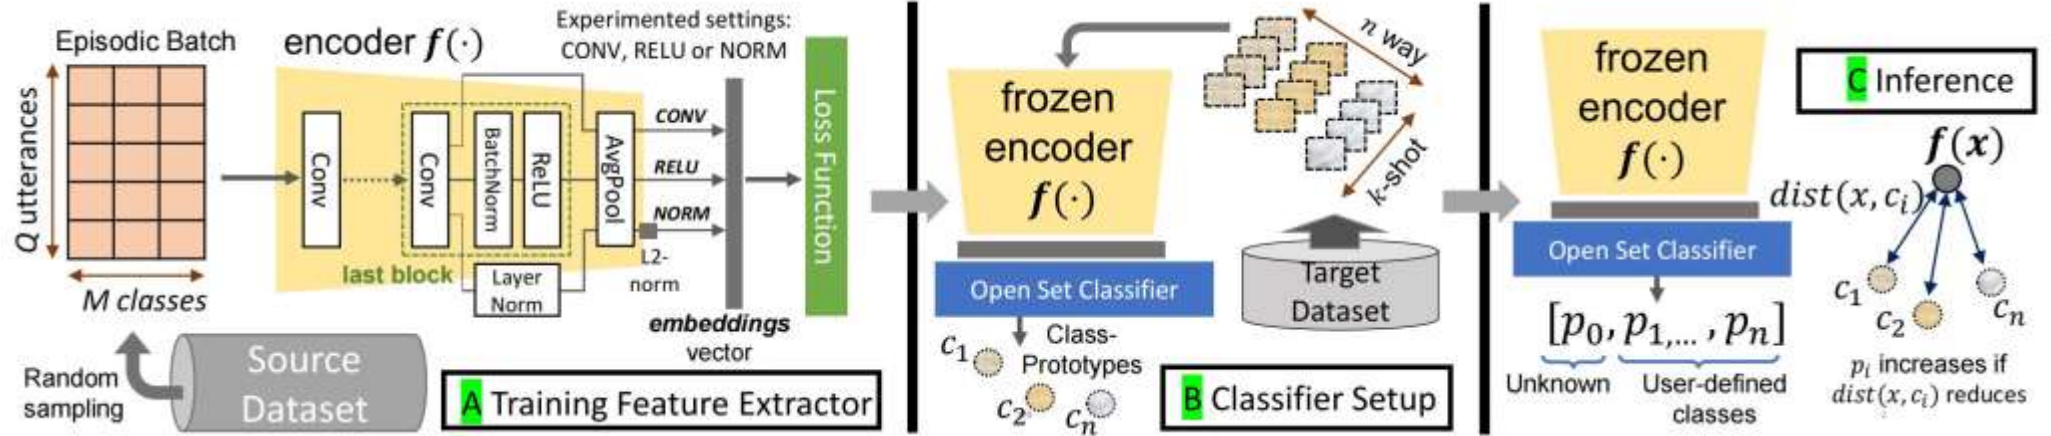 Episodic Batch
Q utterances
M classes
Random
sampling
Source
Dataset
encoder f(·)
Experimented settings:
CONV, RELU or NORM
Conv
Conv
BatchNorm
ReLU
last block
Layer
Norm
AvgPool
CONV
RELU
NORM
L2-
norm
embeddings
vector
Loss Function
A Training Feature Extractor
frozen
encoder
f(·)
Open Set Classifier
n way
k-shot
Target
Dataset
c₁
c₂
cₙ
Class-
Prototypes
B Classifier Setup
frozen
encoder
f(·)
Open Set Classifier
[p₀, p₁,… , pₙ]
Unknown
User-defined
classes
C Inference
f(x)
dist(x, cᵢ)
c₁
c₂
cₙ
pᵢ increases if
dist(x, cᵢ) reduces